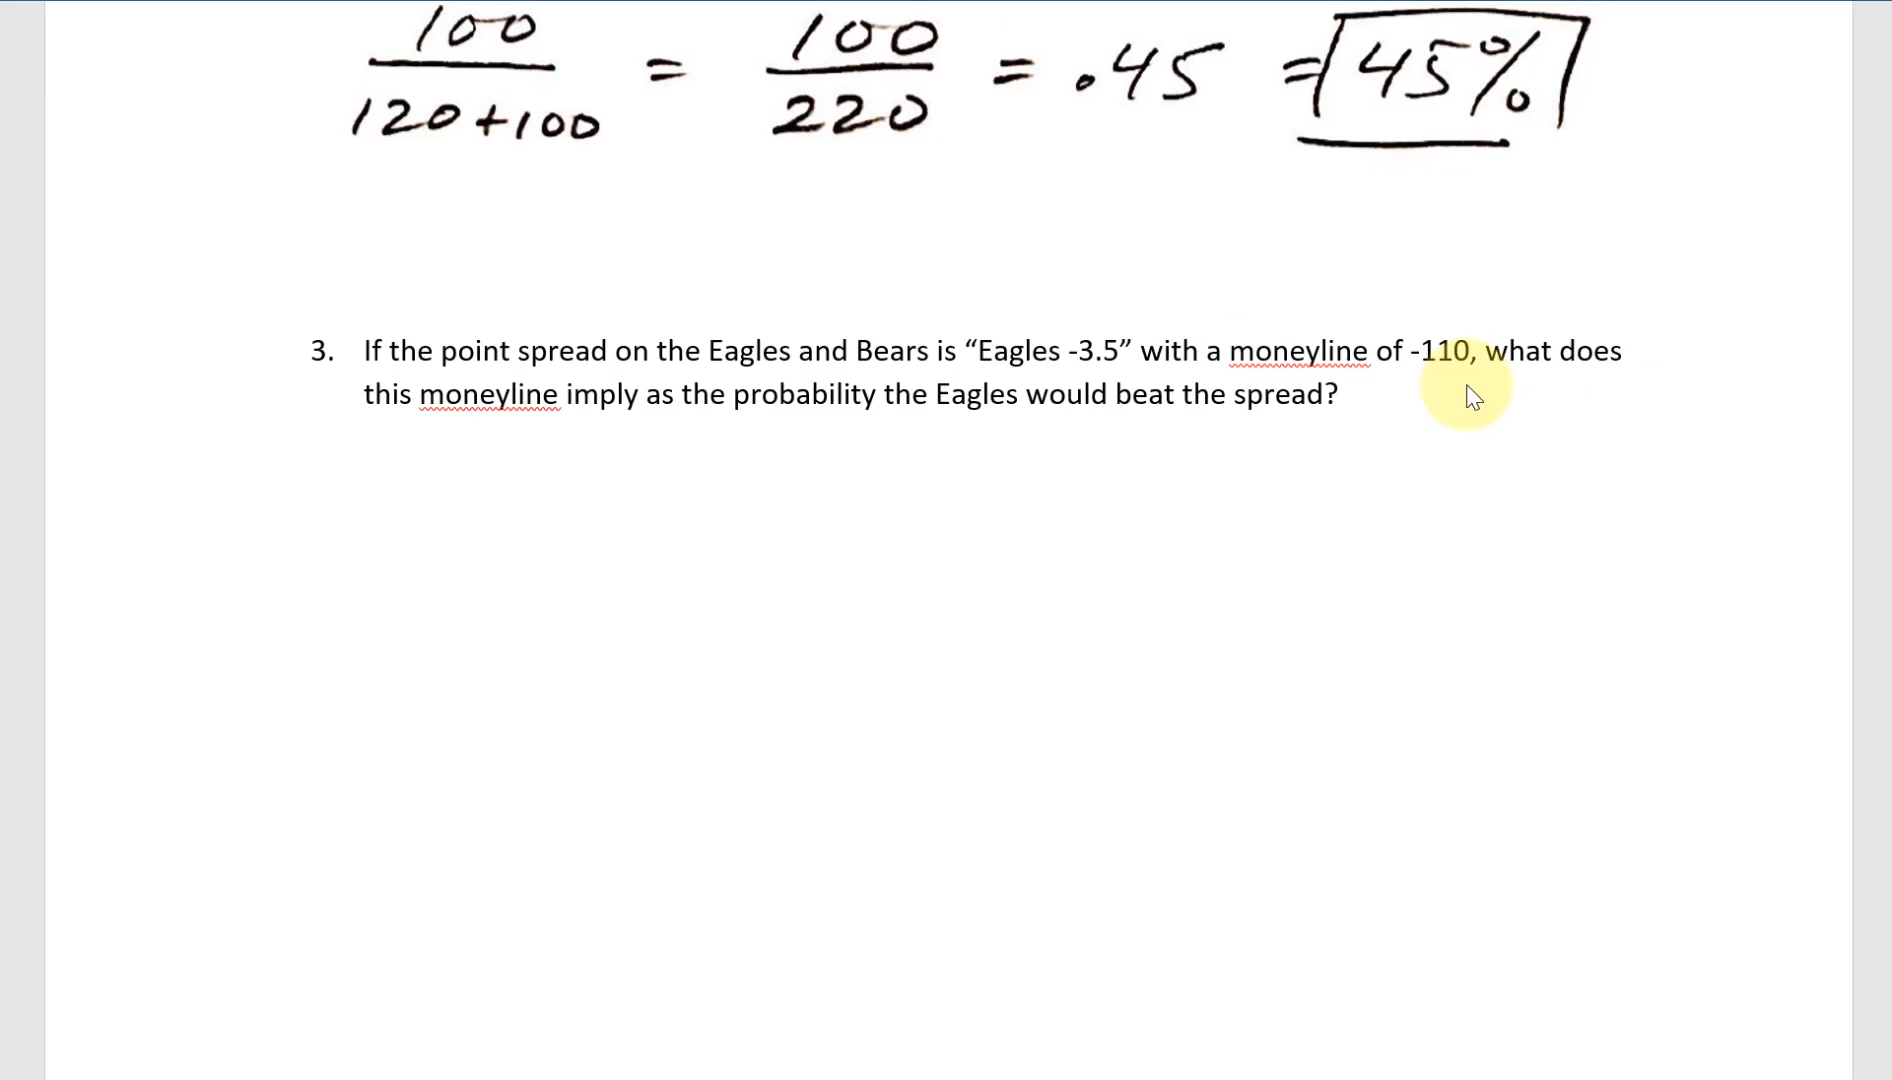 100 / 120+100 = 100 / 220 = .45 = 45%
3. If the point spread on the Eagles and Bears is “Eagles -3.5” with a moneyline of -110, what does
this moneyline imply as the probability the Eagles would beat the spread?